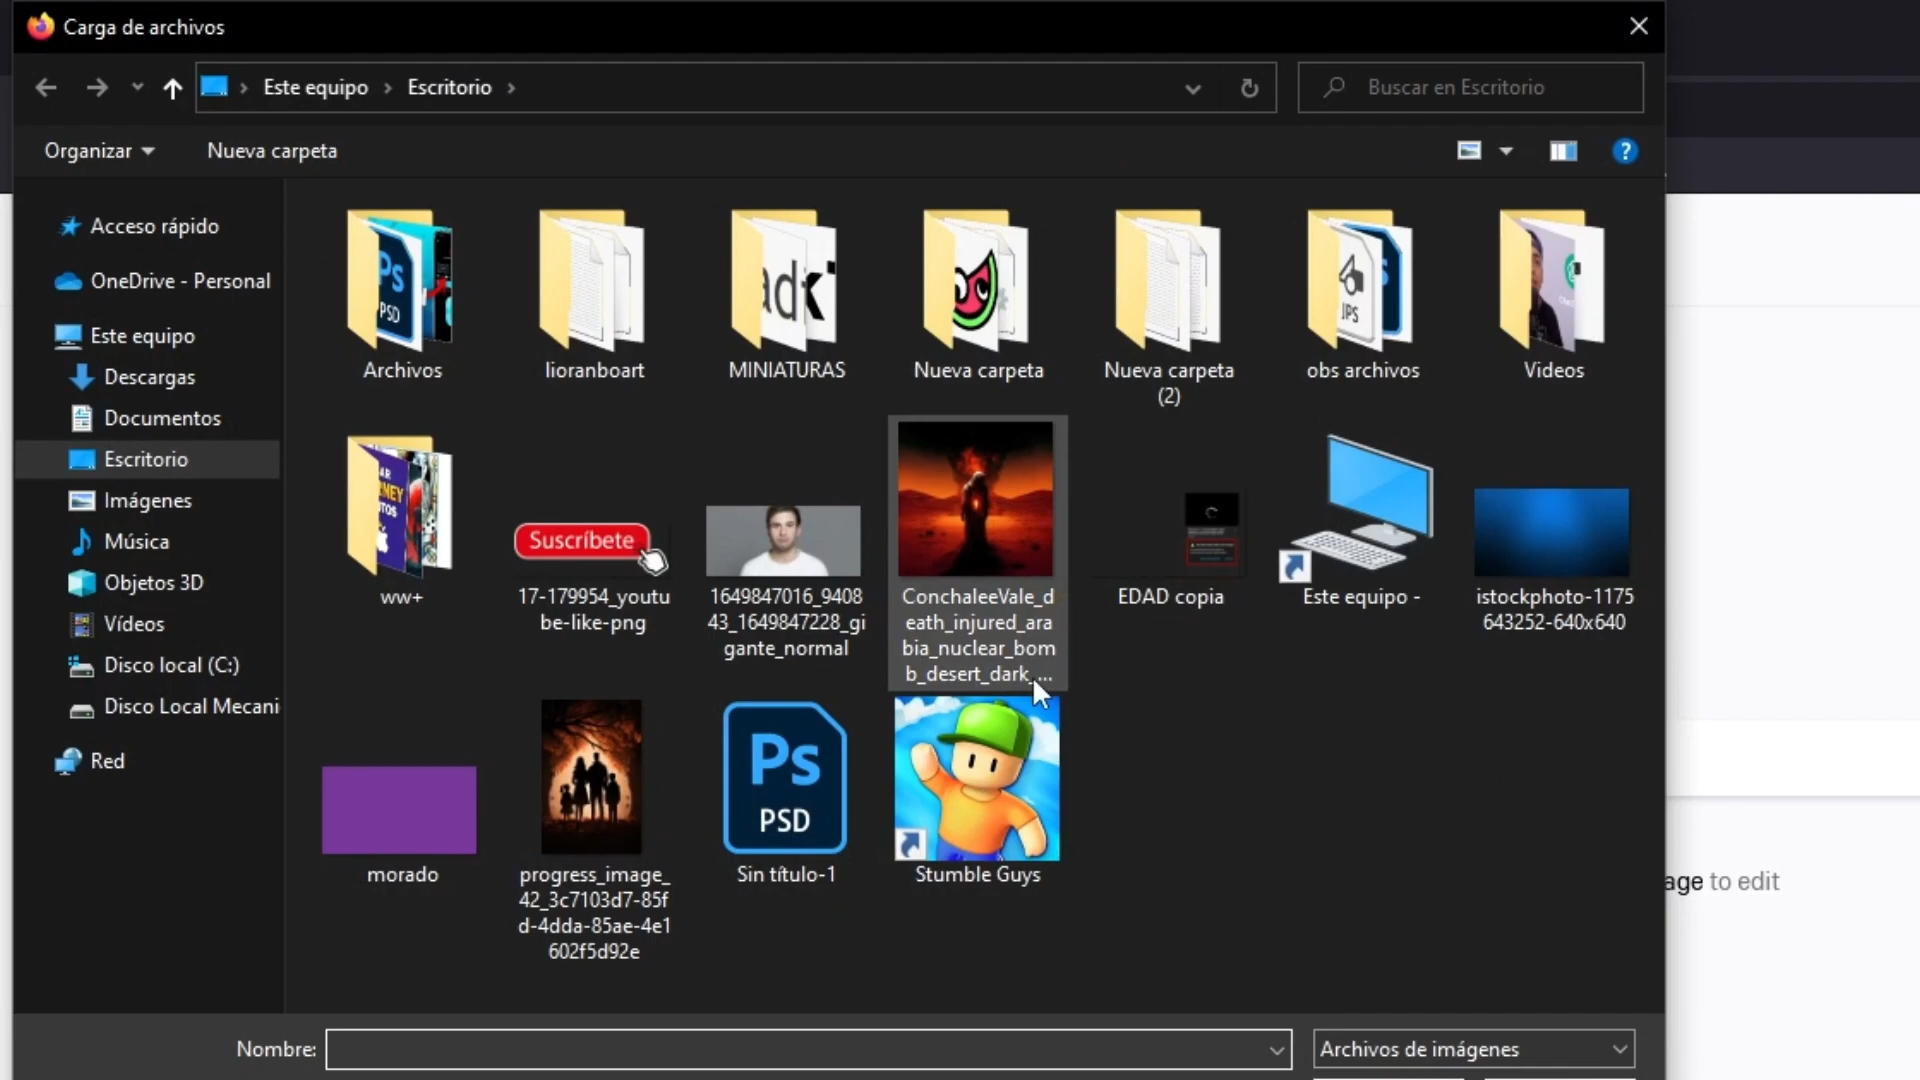 Carga de archivos
Este equipo
Escritorio
Buscar en Escritorio
Organizar
Nueva carpeta
?
Acceso rápido
OneDrive - Personal
Este equipo
Descargas
Documentos
Escritorio
Imágenes
Música
Objetos 3D
Vídeos
Disco local (C:)
Disco Local Mecani
Red
Ps
PSD
adk
IPS
S
Archivos
lioranboart
MINIATURAS
Nueva carpeta
Nueva carpeta
(2)
obs archivos
Videos
Suscríbete
ww+
17-179954_youtu
be-like-png
1649847016_9408
43_1649847228_gi
gante_normal
ConchaleeVale_d
eath_injured_ara
bia_nuclear_bom
b_desert_dark_...
EDAD copia
Este equipo -
istockphoto-1175
643252-640x640
Ps
PSD
morado
progress_image_
42_3c7103d7-85f
d-4dda-85ae-4e1
602f5d92e
Sin título-1
Stumble Guys
age to edit
Nombre:
Archivos de imágenes